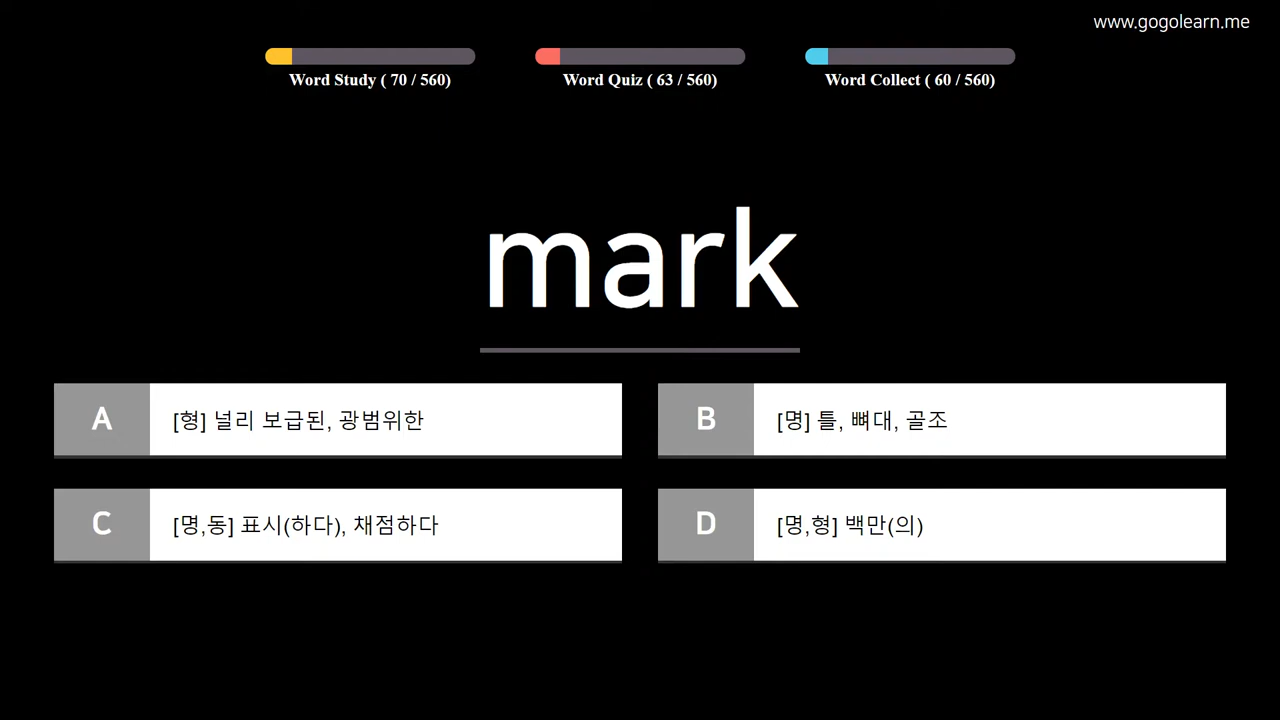 www.gogolearn.me
Word Study ( 70 / 560)
Word Quiz ( 63 / 560)
Word Collect ( 60 / 560)
mark
A [형] 널리 보급된, 광범위한
B [명] 틀, 뼈대, 골조
C [명,동] 표시(하다), 채점하다
D [명,형] 백만(의)